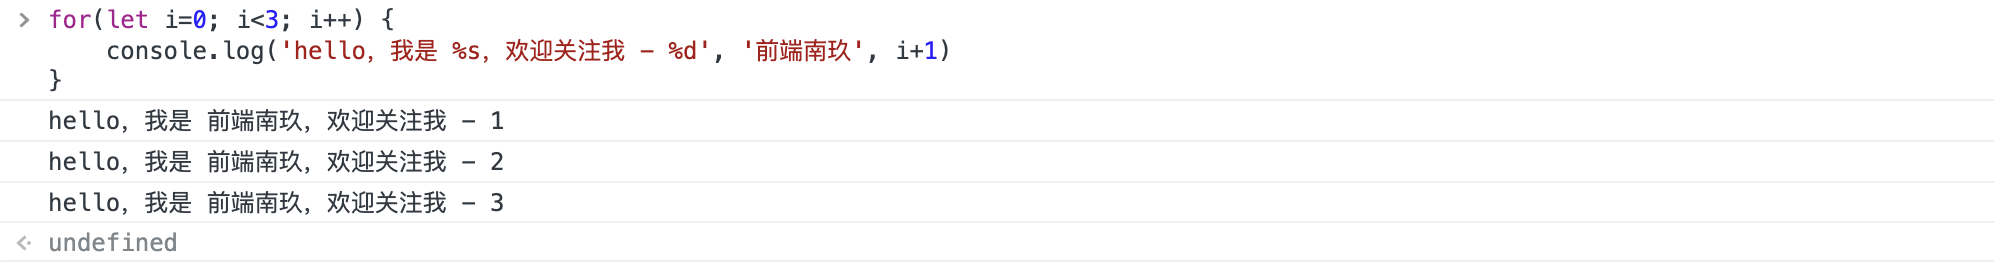 for(let i=0; i<3; i++) {
    console.log('hello，我是 %s，欢迎关注我 - %d', '前端南玖', i+1)
}
hello，我是 前端南玖，欢迎关注我 - 1
hello，我是 前端南玖，欢迎关注我 - 2
hello，我是 前端南玖，欢迎关注我 - 3
undefined